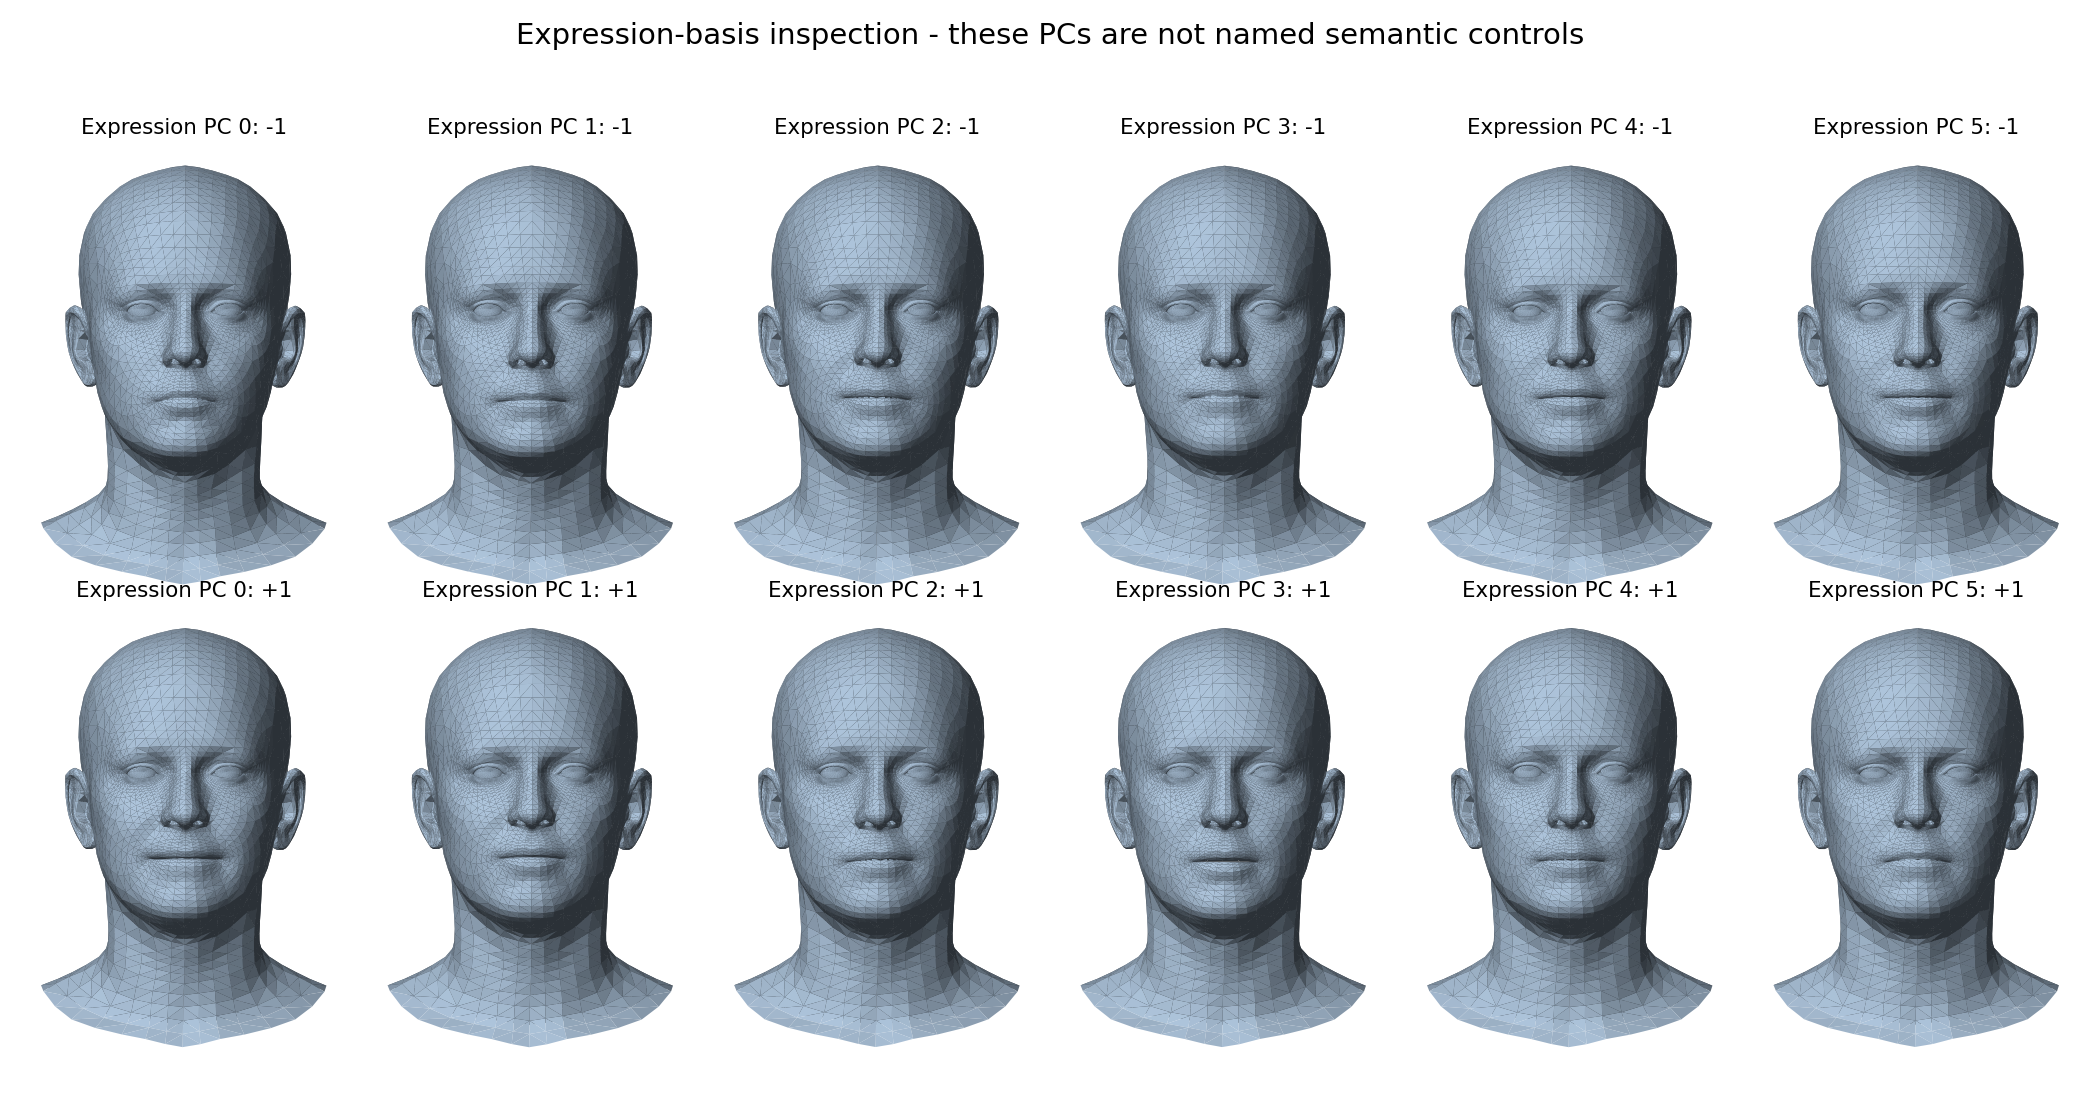 Expression-basis inspection - these PCs are not named semantic controls
Expression PC 0: -1
Expression PC 1: -1
Expression PC 2: -1
Expression PC 3: -1
Expression PC 4: -1
Expression PC 5: -1
Expression PC 0: +1
Expression PC 1: +1
Expression PC 2: +1
Expression PC 3: +1
Expression PC 4: +1
Expression PC 5: +1